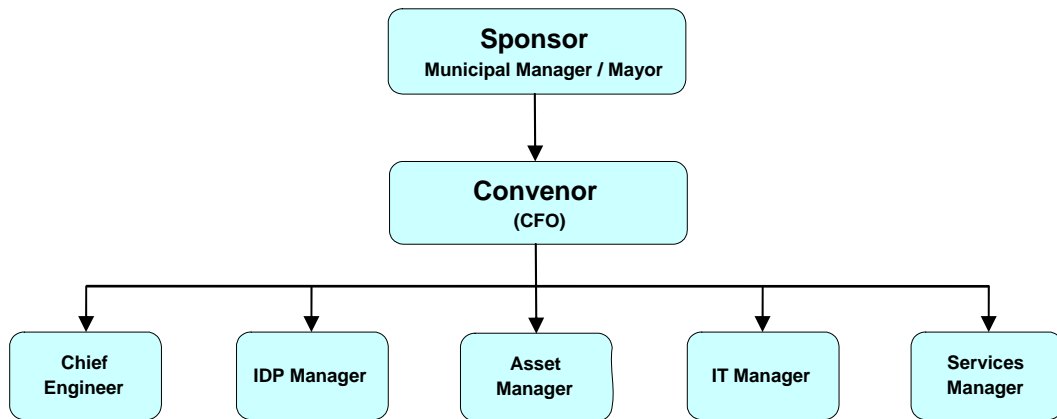 Sponsor
Municipal Manager / Mayor
Convenor
(CFO)
Chief
Engineer
IDP Manager
Asset
Manager
IT Manager
Services
Manager